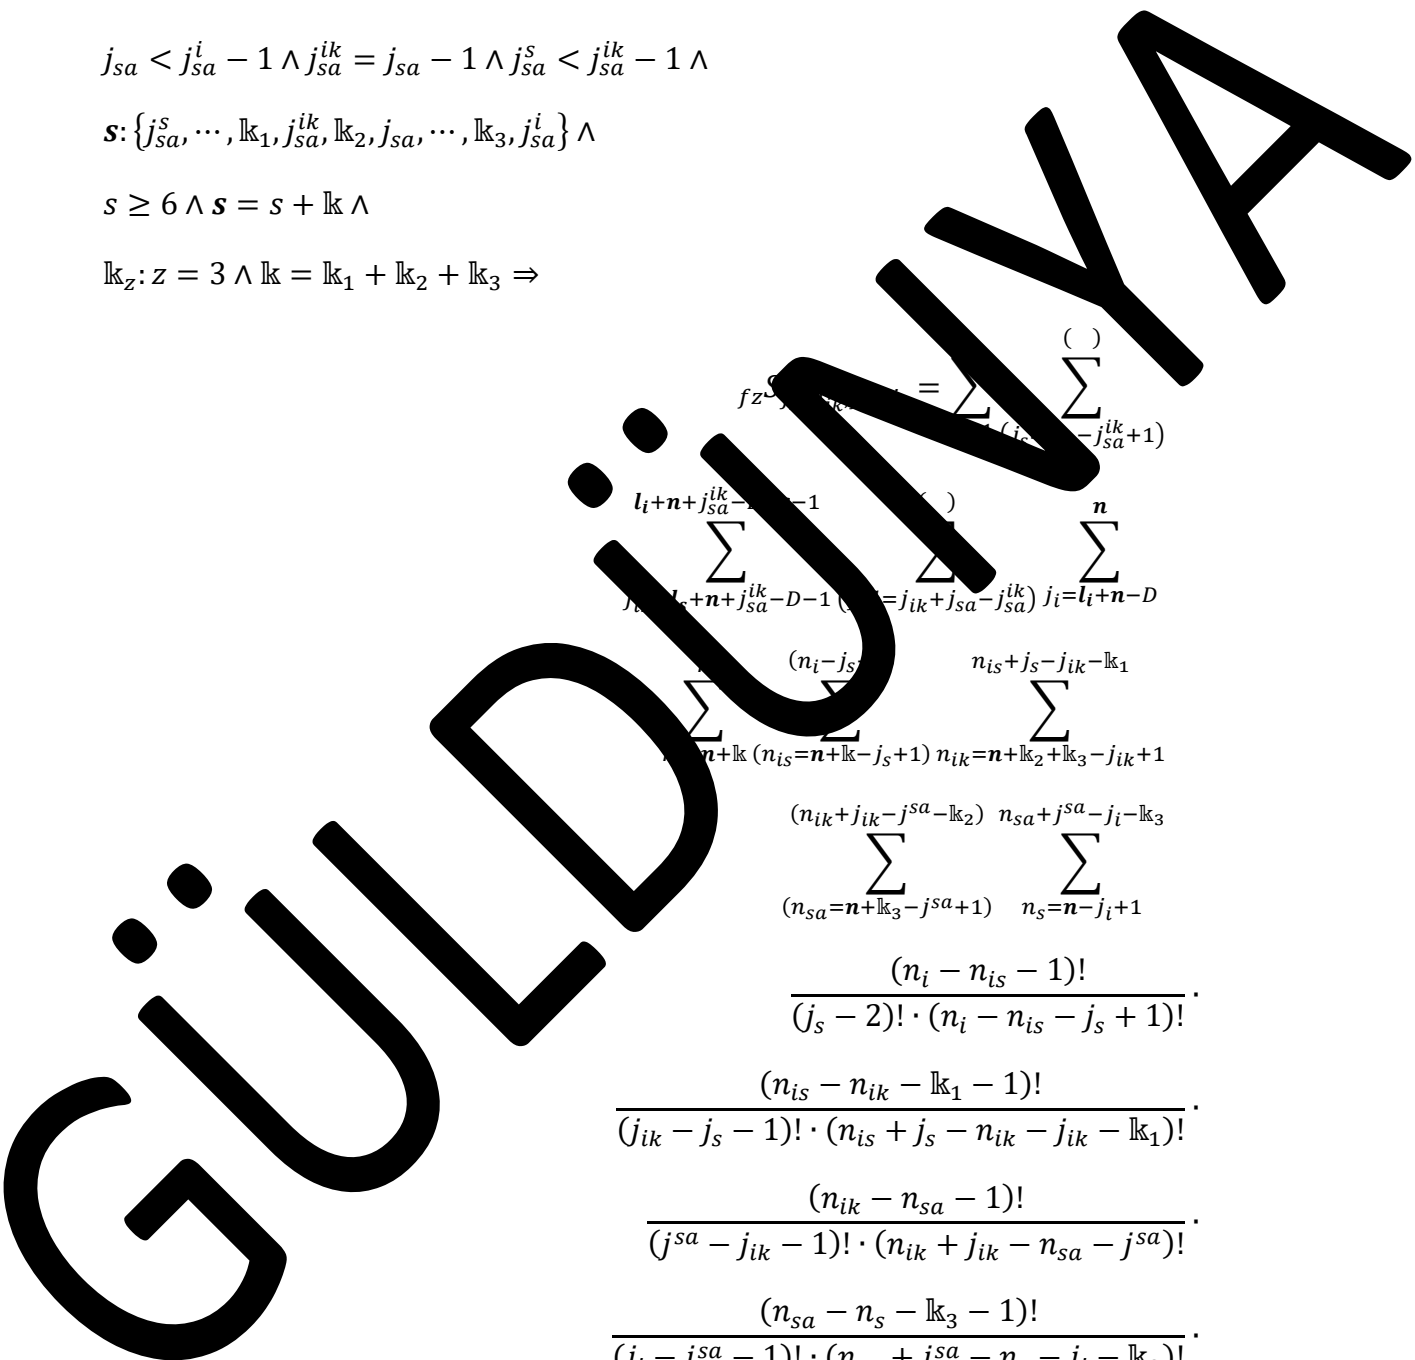 j_{sa} < j_{sa}^{i} − 1 ∧ j_{sa}^{ik} = j_{sa} − 1 ∧ j_{sa}^{s} < j_{sa}^{ik} − 1 ∧
s: {j_{sa}^{s}, ⋯, 𝕜_1, j_{sa}^{ik}, 𝕜_2, j_{sa}, ⋯, 𝕜_3, j_{sa}^{i}} ∧
s ≥ 6 ∧ s = s + 𝕜 ∧
𝕜_z: z = 3 ∧ 𝕜 = 𝕜_1 + 𝕜_2 + 𝕜_3 ⇒
( )
fz = ∑ ∑
−j_{sa}^{ik}+1)
l_i+n+j_{sa}^{ik}− −1 ) n
∑ ∑ ∑
+n+j_{sa}^{ik}−D−1 =j_{ik}+j_{sa}−j_{sa}^{ik}) j_i=l_i+n−D
(n_i−j_s n_{is}+j_s−j_{ik}−𝕜_1
∑ ∑ ∑
n+𝕜 (n_{is}=n+𝕜−j_s+1) n_{ik}=n+𝕜_2+𝕜_3−j_{ik}+1
(n_{ik}+j_{ik}−j^{sa}−𝕜_2) n_{sa}+j^{sa}−j_i−𝕜_3
∑ ∑
(n_{sa}=n+𝕜_3−j^{sa}+1) n_s=n−j_i+1
(n_i − n_{is} − 1)!
(j_s − 2)! · (n_i − n_{is} − j_s + 1)! ·
(n_{is} − n_{ik} − 𝕜_1 − 1)!
(j_{ik} − j_s − 1)! · (n_{is} + j_s − n_{ik} − j_{ik} − 𝕜_1)! ·
(n_{ik} − n_{sa} − 1)!
(j^{sa} − j_{ik} − 1)! · (n_{ik} + j_{ik} − n_{sa} − j^{sa})! ·
(n_{sa} − n_s − 𝕜_3 − 1)! ·
GÜLDÜNYA